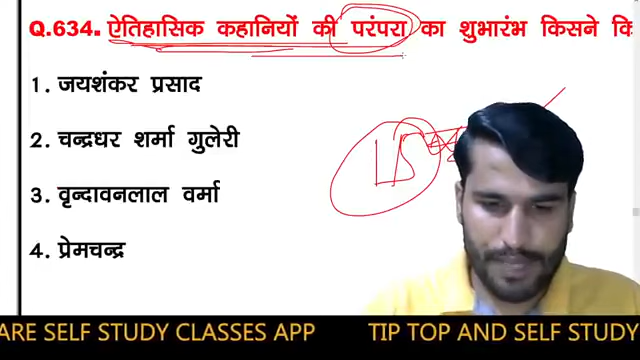 Q.634. ऐतिहासिक कहानियों की परंपरा का शुभारंभ किसने कि
1. जयशंकर प्रसाद
2. चन्द्रधर शर्मा गुलेरी
3. वृन्दावनलाल वर्मा
4. प्रेमचन्द्र
ARE SELF STUDY CLASSES APP TIP TOP AND SELF STUDY